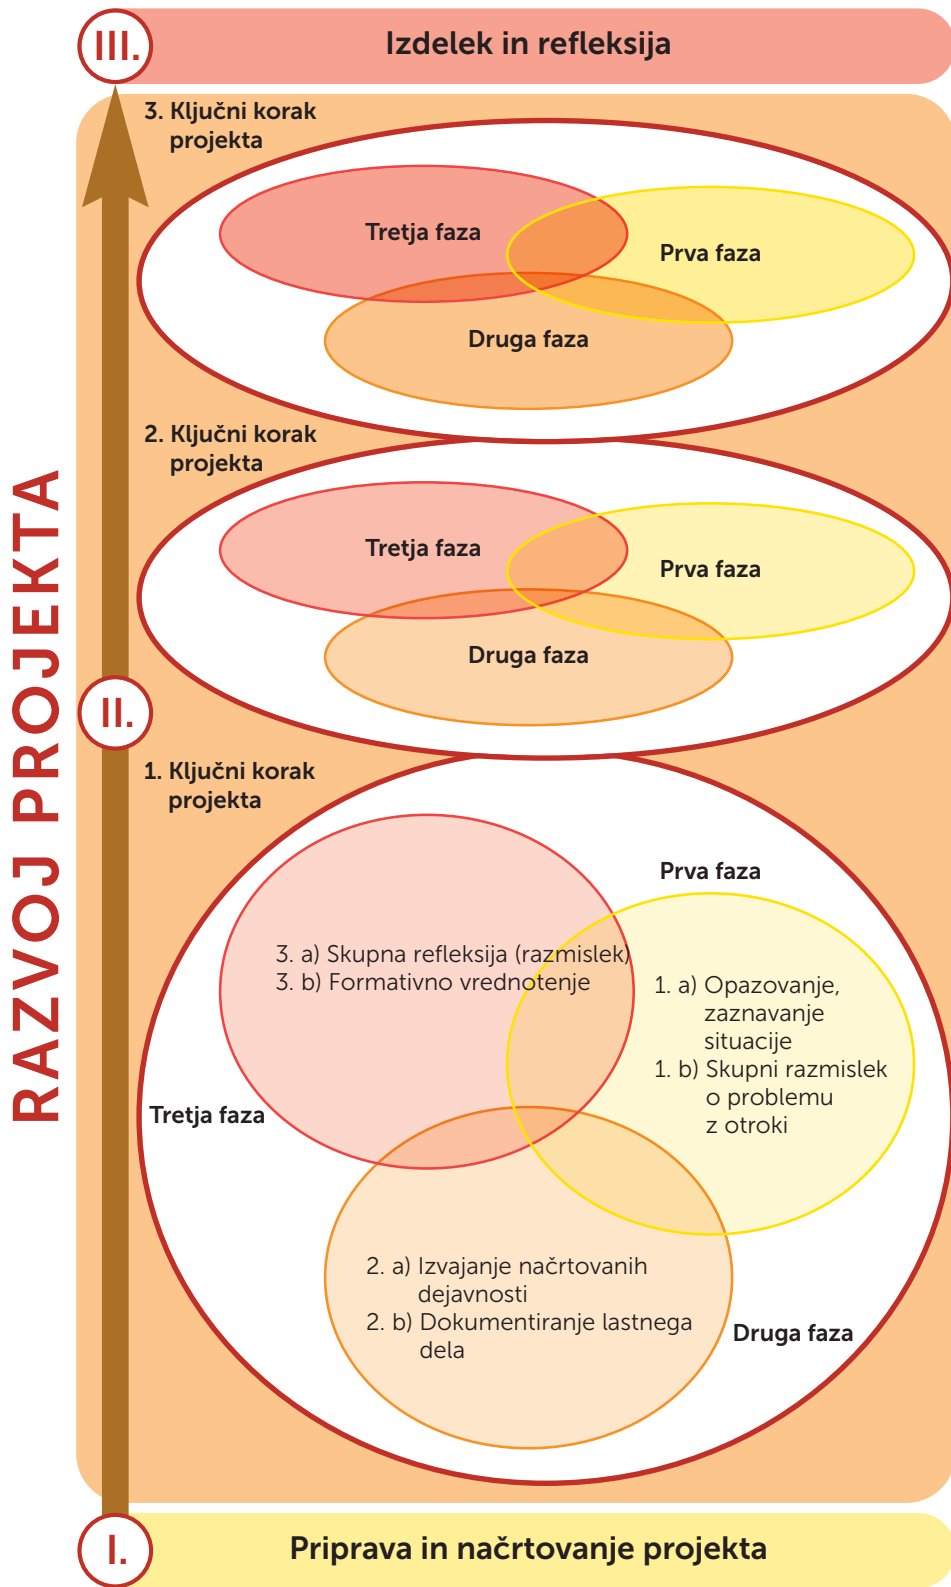 III.
Izdelek in refleksija
3. Ključni korak
projekta
Tretja faza
Prva faza
Druga faza
2. Ključni korak
projekta
Tretja faza
Prva faza
Druga faza
RAZVOJ PROJEKTA
II.
1. Ključni korak
projekta
Prva faza
3. a) Skupna refleksija (razmislek)
3. b) Formativno vrednotenje
1. a) Opazovanje,
zaznavanje
situacije
1. b) Skupni razmislek
o problemu
z otroki
Tretja faza
2. a) Izvajanje načrtovanih
dejavnosti
2. b) Dokumentiranje lastnega
dela
Druga faza
I.
Priprava in načrtovanje projekta